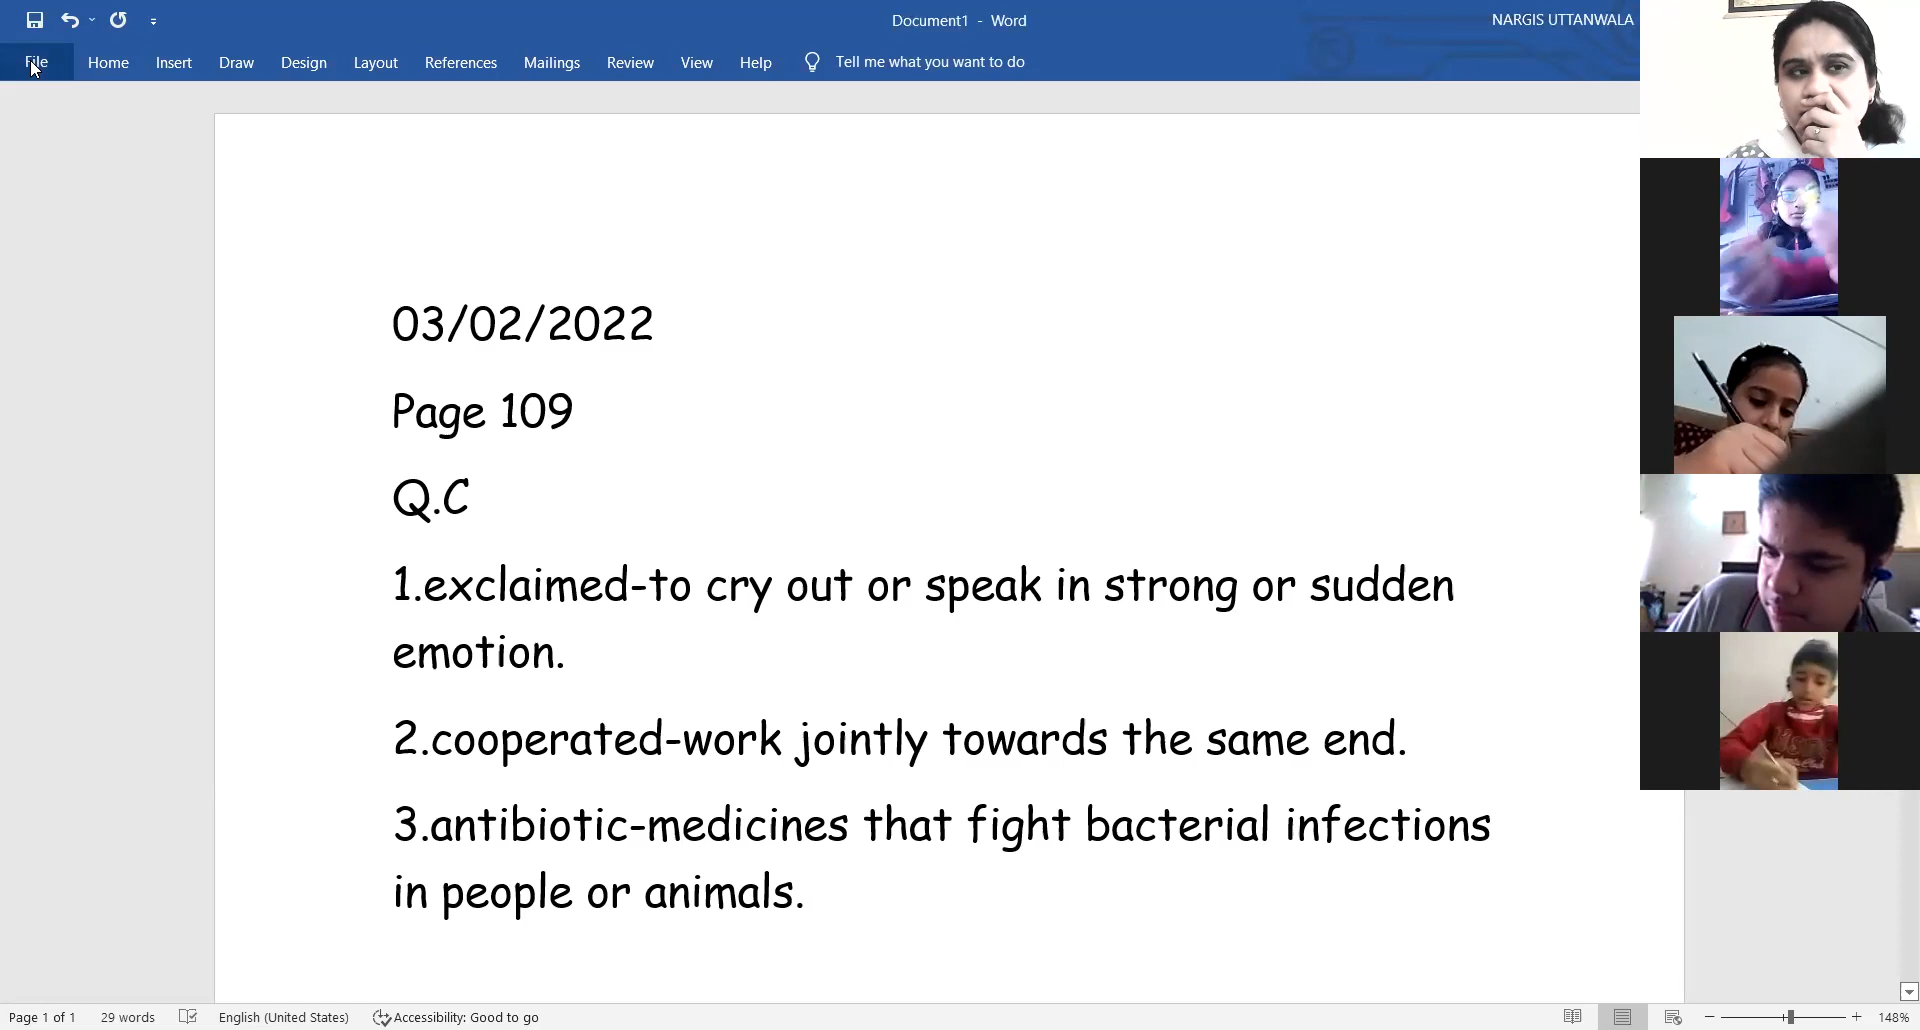 Document1 - Word
NARGIS UTTANWALA
File Home Insert Draw Design Layout References Mailings Review View Help Tell me what you want to do
03/02/2022
Page 109
Q.C
1.exclaimed-to cry out or speak in strong or sudden
emotion.
2.cooperated-work jointly towards the same end.
3.antibiotic-medicines that fight bacterial infections
in people or animals.
Page 1 of 1 29 words English (United States) Accessibility: Good to go 148%